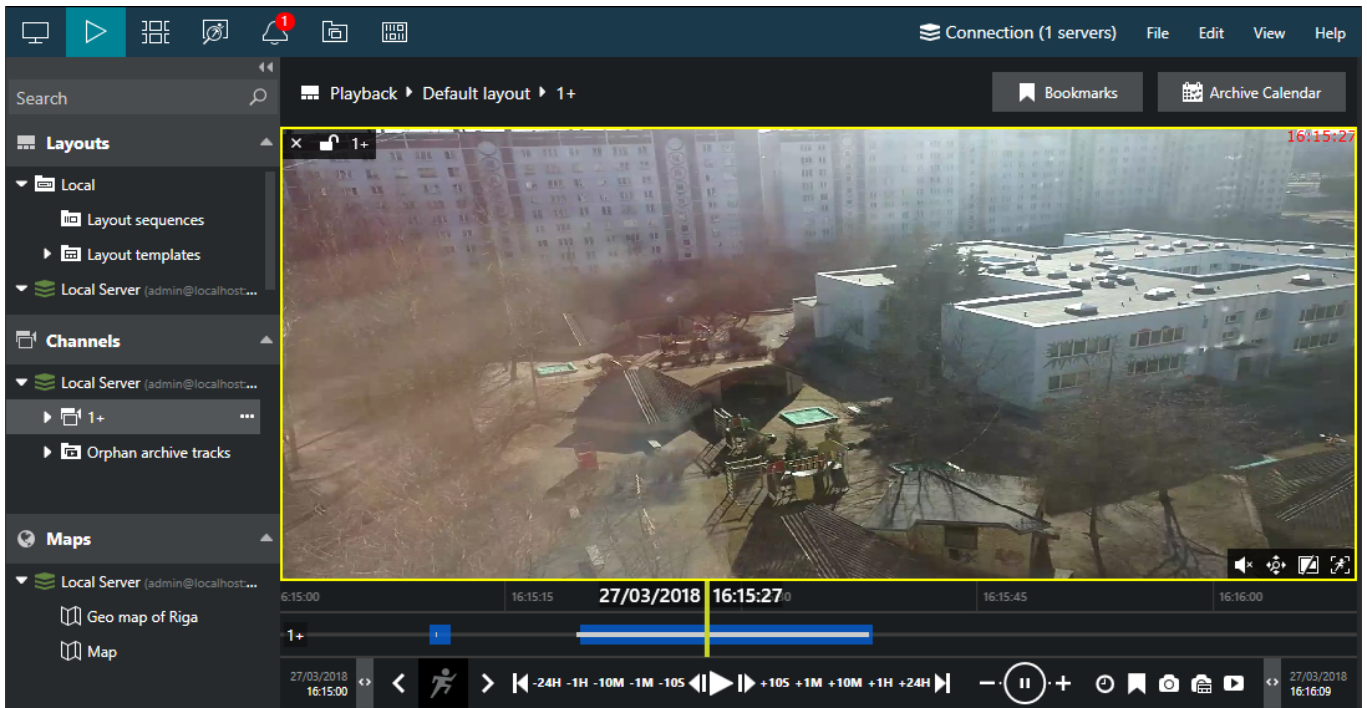 1
Connection (1 servers)
File
Edit
View
Help
Search
Playback
Default layout
1+
Bookmarks
Archive Calendar
Layouts
1+
16:15:27
Local
Layout sequences
Layout templates
Local Server (admin@localhost:...
Channels
Local Server (admin@localhost:...
1+
Orphan archive tracks
Maps
Local Server (admin@localhost:...
Geo map of Riga
Map
6:15:00
16:15:15
27/03/2018 16:15:27
16:15:45
16:16:00
1+
27/03/2018
16:15:00
-24H -1H -10M -1M -10S
+10S +1M +10M +1H +24H
27/03/2018
16:16:09